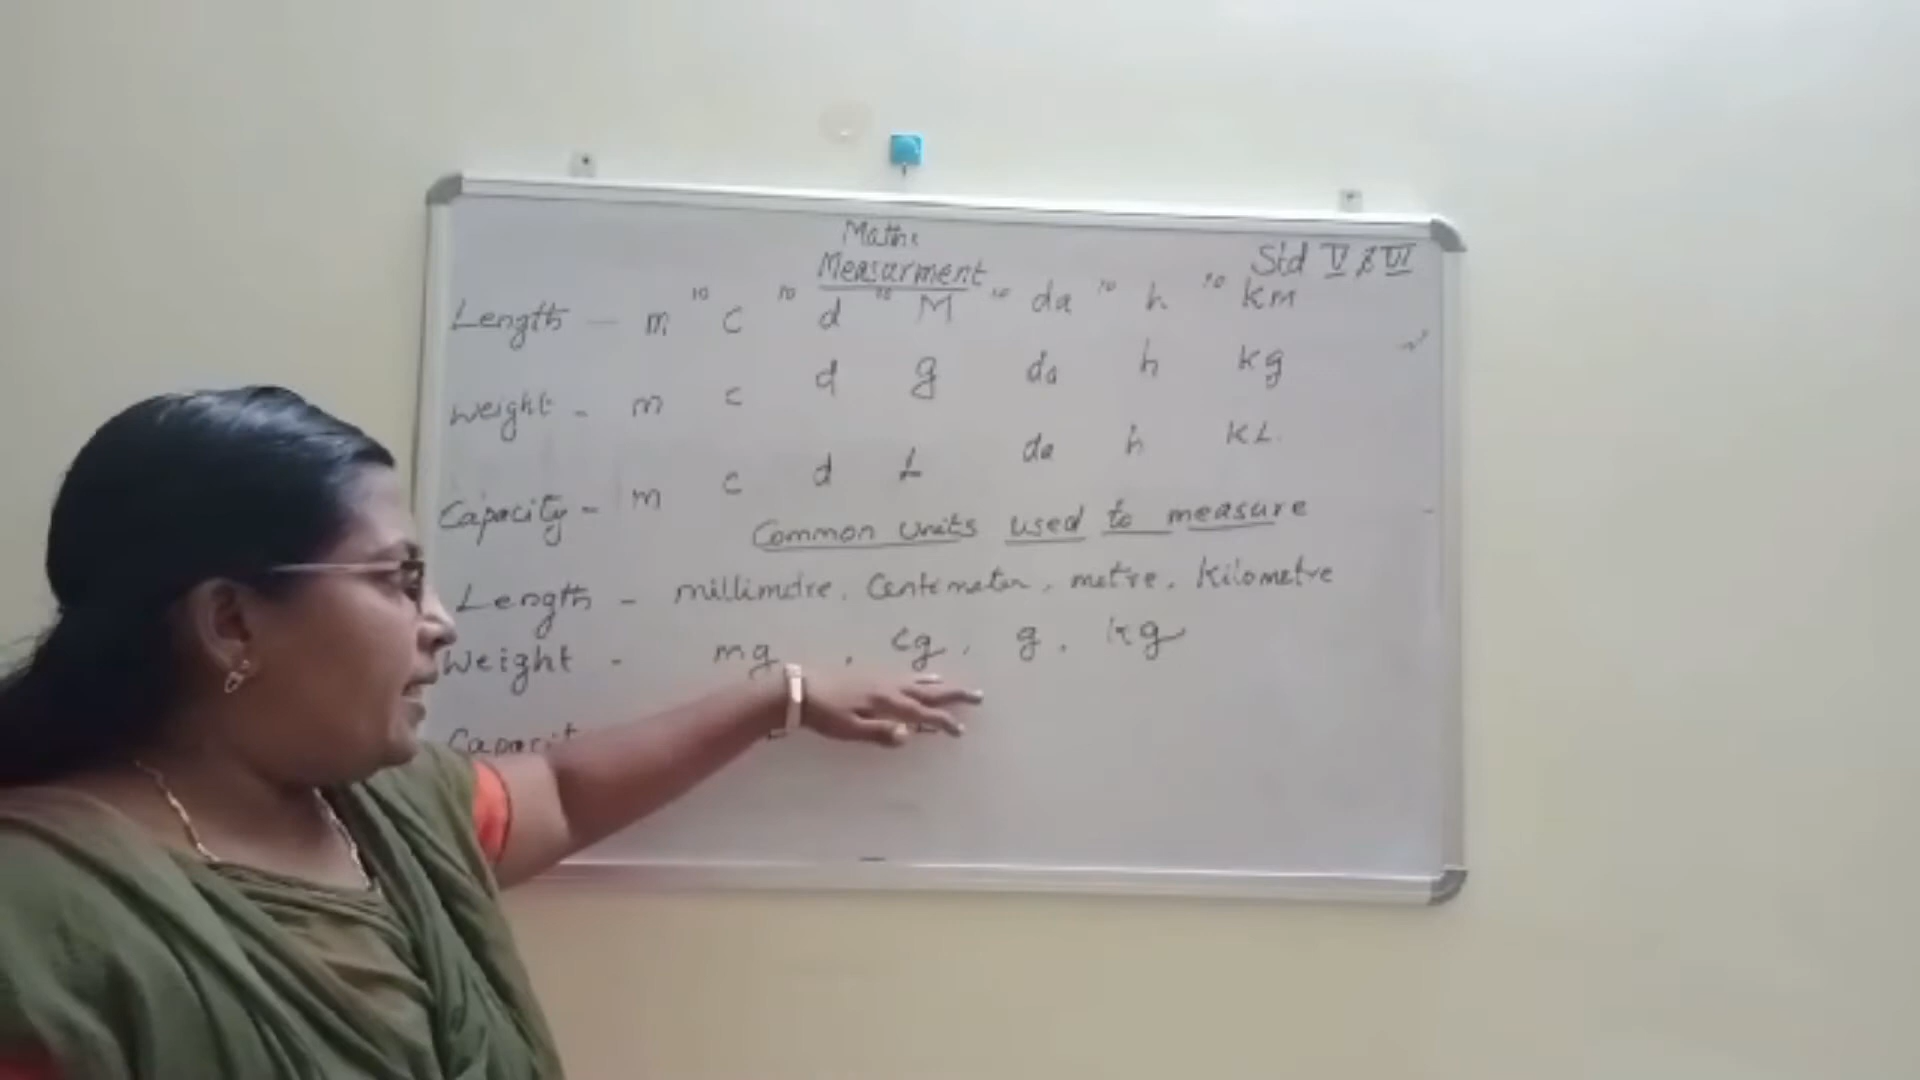 Maths
Std V & VI
Measurment
Length - m 10 c 10 d 10 M 10 da 10 h 10 km
Weight - m c d g da h kg
Capacity - m c d L da h KL.
Common units used to measure
Length - millimetre, Centimeter, metre, Kilometre
Weight - mg, cg, g, kg